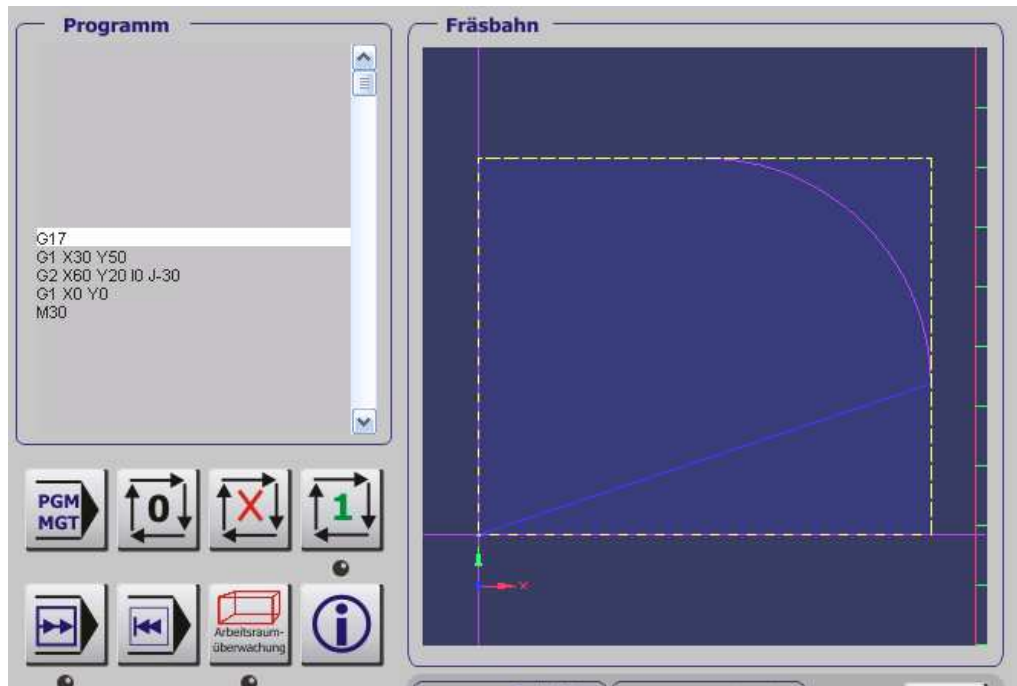 Programm
G17
G1 X30 Y50
G2 X60 Y20 I0 J-30
G1 X0 Y0
M30
Fräsbahn
X
PGM
MGT
0
X
1
Arbeitsraum-
überwachung
i